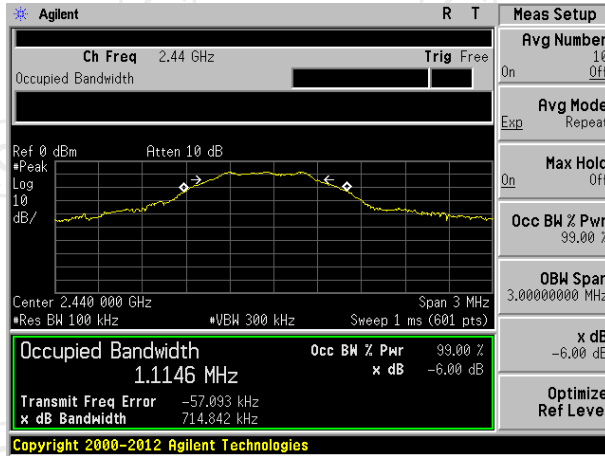 Agilent R T
Ch Freq 2.44 GHz Trig Free
Occupied Bandwidth
Ref 0 dBm Atten 10 dB
#Peak
Log
10
dB/
Center 2.440 000 GHz Span 3 MHz
#Res BW 100 kHz #VBW 300 kHz Sweep 1 ms (601 pts)
Occupied Bandwidth Occ BW % Pwr 99.00 %
1.1146 MHz x dB -6.00 dB
Transmit Freq Error -57.093 kHz
x dB Bandwidth 714.842 kHz
Copyright 2000-2012 Agilent Technologies
Meas Setup
Avg Number
10
On Off
Avg Mode
Exp Repeat
Max Hold
On Off
Occ BW % Pwr
99.00 %
OBW Span
3.00000000 MHz
x dB
-6.00 dB
Optimize
Ref Level